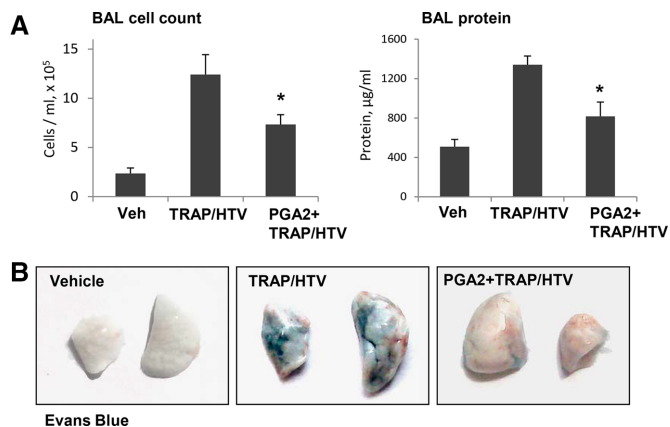 A
BAL cell count
Cells / ml, x 10⁵
15
10
5
0
*
Veh
TRAP/HTV
PGA2+
TRAP/HTV
BAL protein
Protein, µg/ml
1600
1200
800
400
0
*
Veh
TRAP/HTV
PGA2+
TRAP/HTV
B
Vehicle
TRAP/HTV
PGA2+TRAP/HTV
Evans Blue